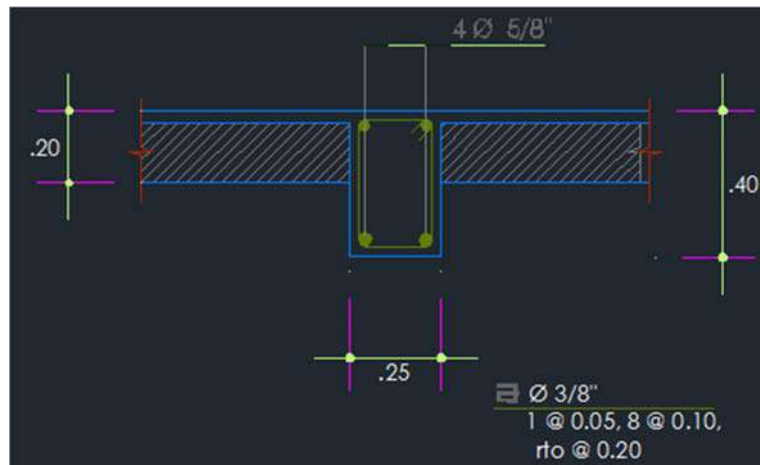 4 Ø 5/8"
.20
.40
.25
Ø 3/8"
1 @ 0.05, 8 @ 0.10,
rto @ 0.20